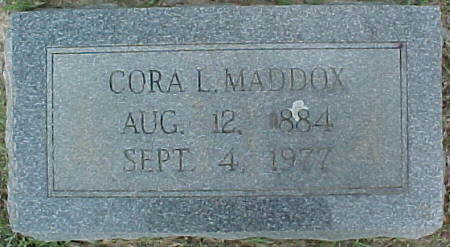 CORA L. MADDOX
AUG. 12, 1884
SEPT. 4, 1977